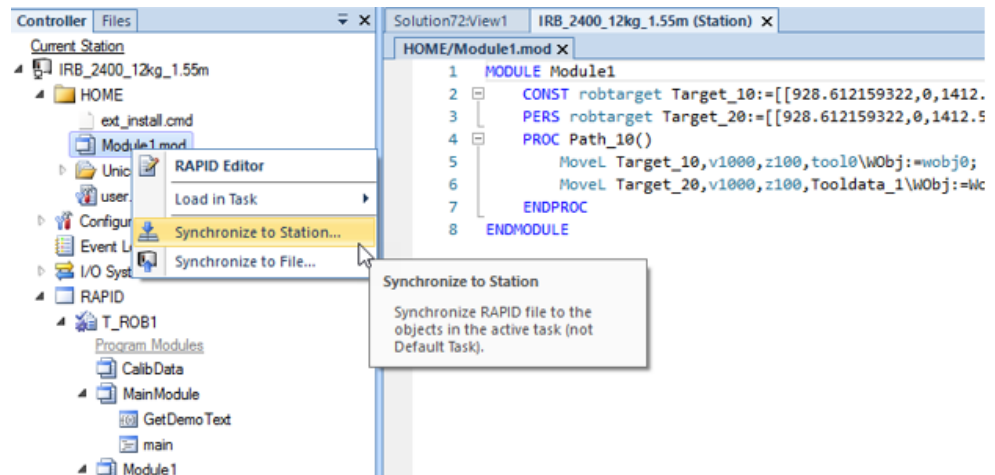 Controller Files
Current Station
IRB_2400_12kg_1.55m
HOME
ext_install.cmd
Module1.mod
Unic
user.
Configur
Event L
I/O Syst
RAPID
T_ROB1
Program Modules
CalibData
MainModule
GetDemoText
main
Module1
RAPID Editor
Load in Task
Synchronize to Station...
Synchronize to File...
Synchronize to Station
Synchronize RAPID file to the
objects in the active task (not
Default Task).
Solution72:View1 IRB_2400_12kg_1.55m (Station)
HOME/Module1.mod
1 MODULE Module1
2 CONST robtarget Target_10:=[[928.612159322,0,1412.5
3 PERS robtarget Target_20:=[[928.612159322,0,1412.5
4 PROC Path_10()
5 MoveL Target_10,v1000,z100,tool0\WObj:=wobj0;
6 MoveL Target_20,v1000,z100,Tooldata_1\WObj:=Wo
7 ENDPROC
8 ENDMODULE